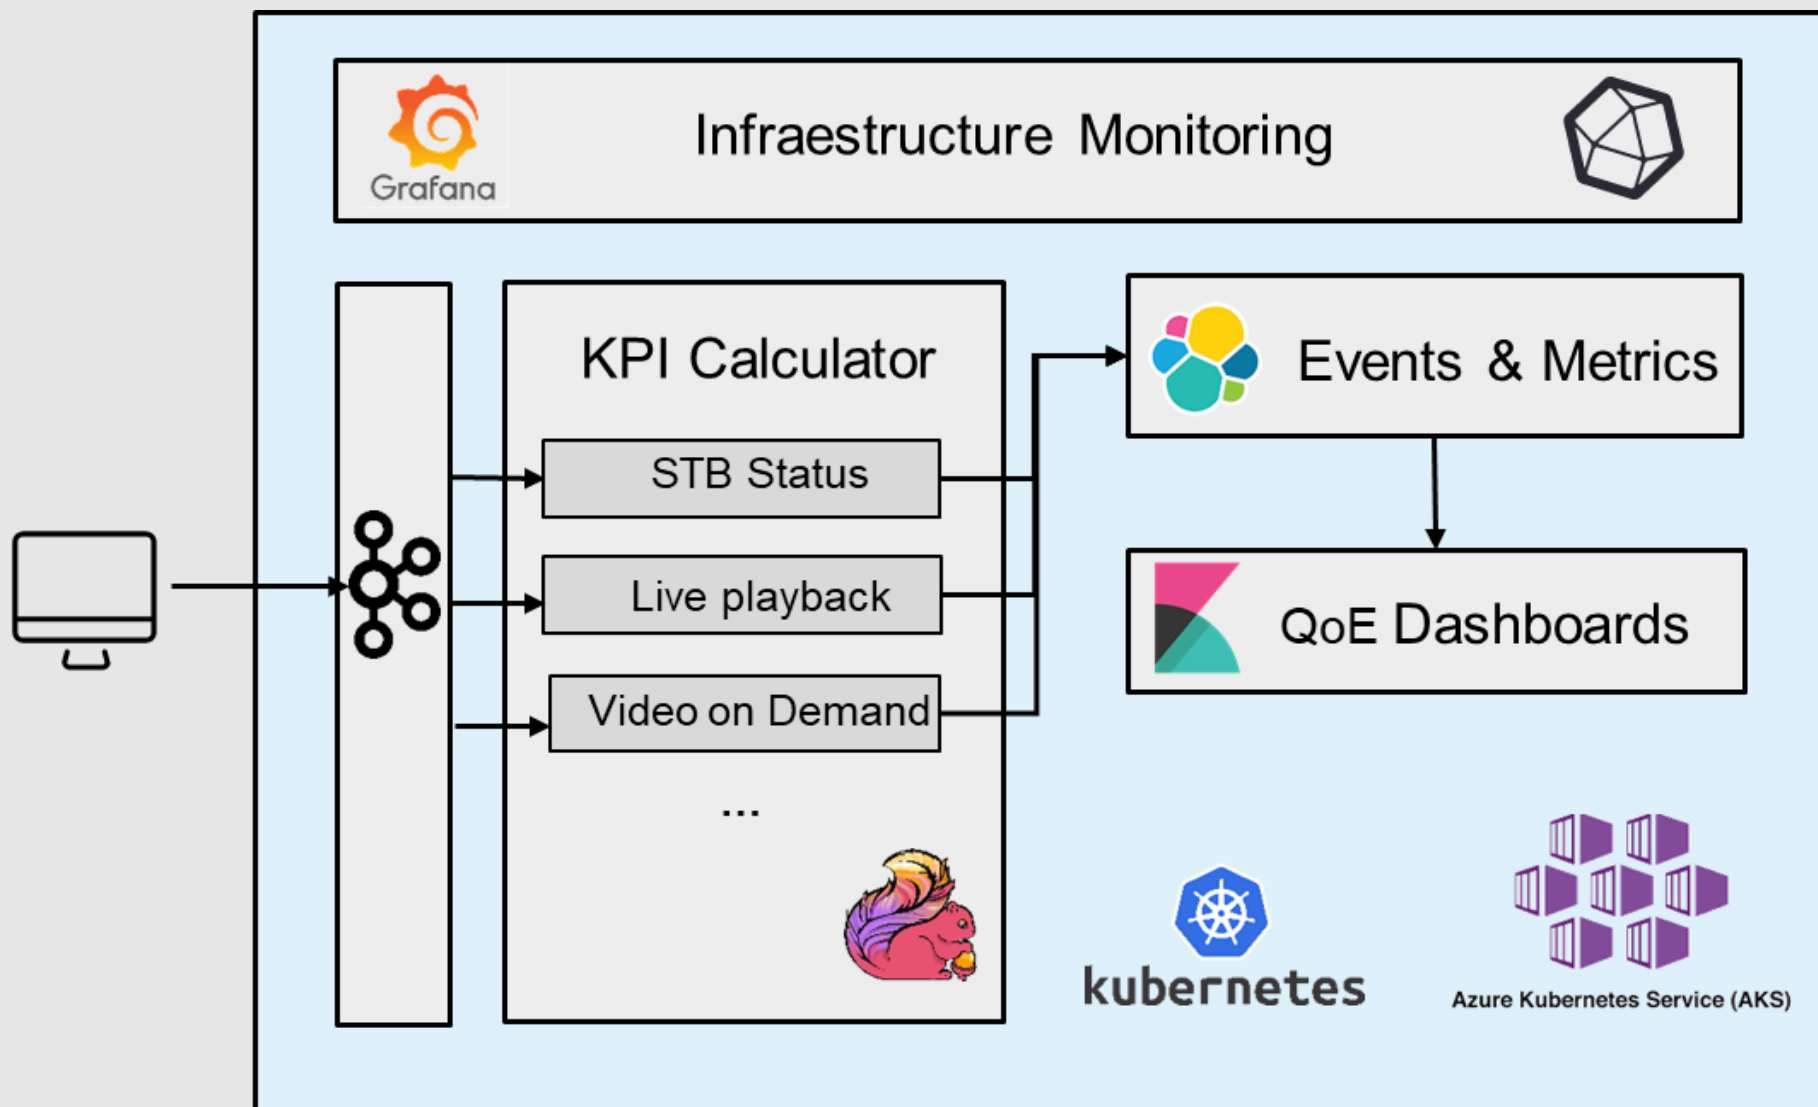 Grafana
Infraestructure Monitoring
KPI Calculator
STB Status
Live playback
Video on Demand
...
Events & Metrics
QoE Dashboards
kubernetes
Azure Kubernetes Service (AKS)